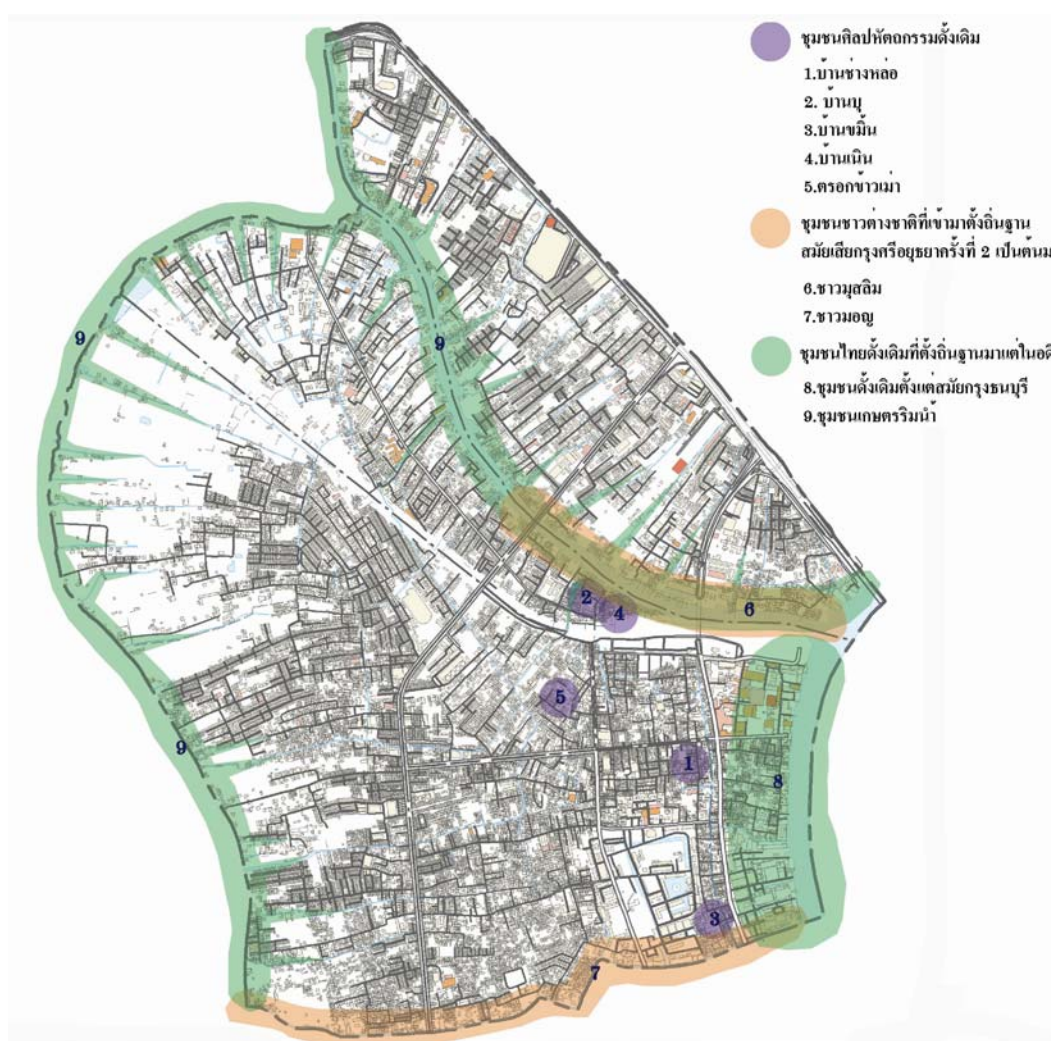 ชุมชนศิลปหัตถกรรมดั้งเดิม
1.บ้านช่างหล่อ
2. บ้านบุ
3.บ้านขมิ้น
4.บ้านเนิน
5.ตรอกข้าวเม่า
ชุมชนชาวต่างชาติที่เข้ามาตั้งถิ่นฐาน
สมัยเสียกรุงศรีอยุธยาครั้งที่ 2 เป็นต้นม
6.ชาวมุสลิม
7.ชาวมอญ
ชุมชนไทยดั้งเดิมที่ตั้งถิ่นฐานมาแต่ในอดี
8.ชุมชนดั้งเดิมตั้งแต่สมัยกรุงธนบุรี
9.ชุมชนเกษตรริมน้ำ
9
9
2
4
6
5
9
1
8
3
7